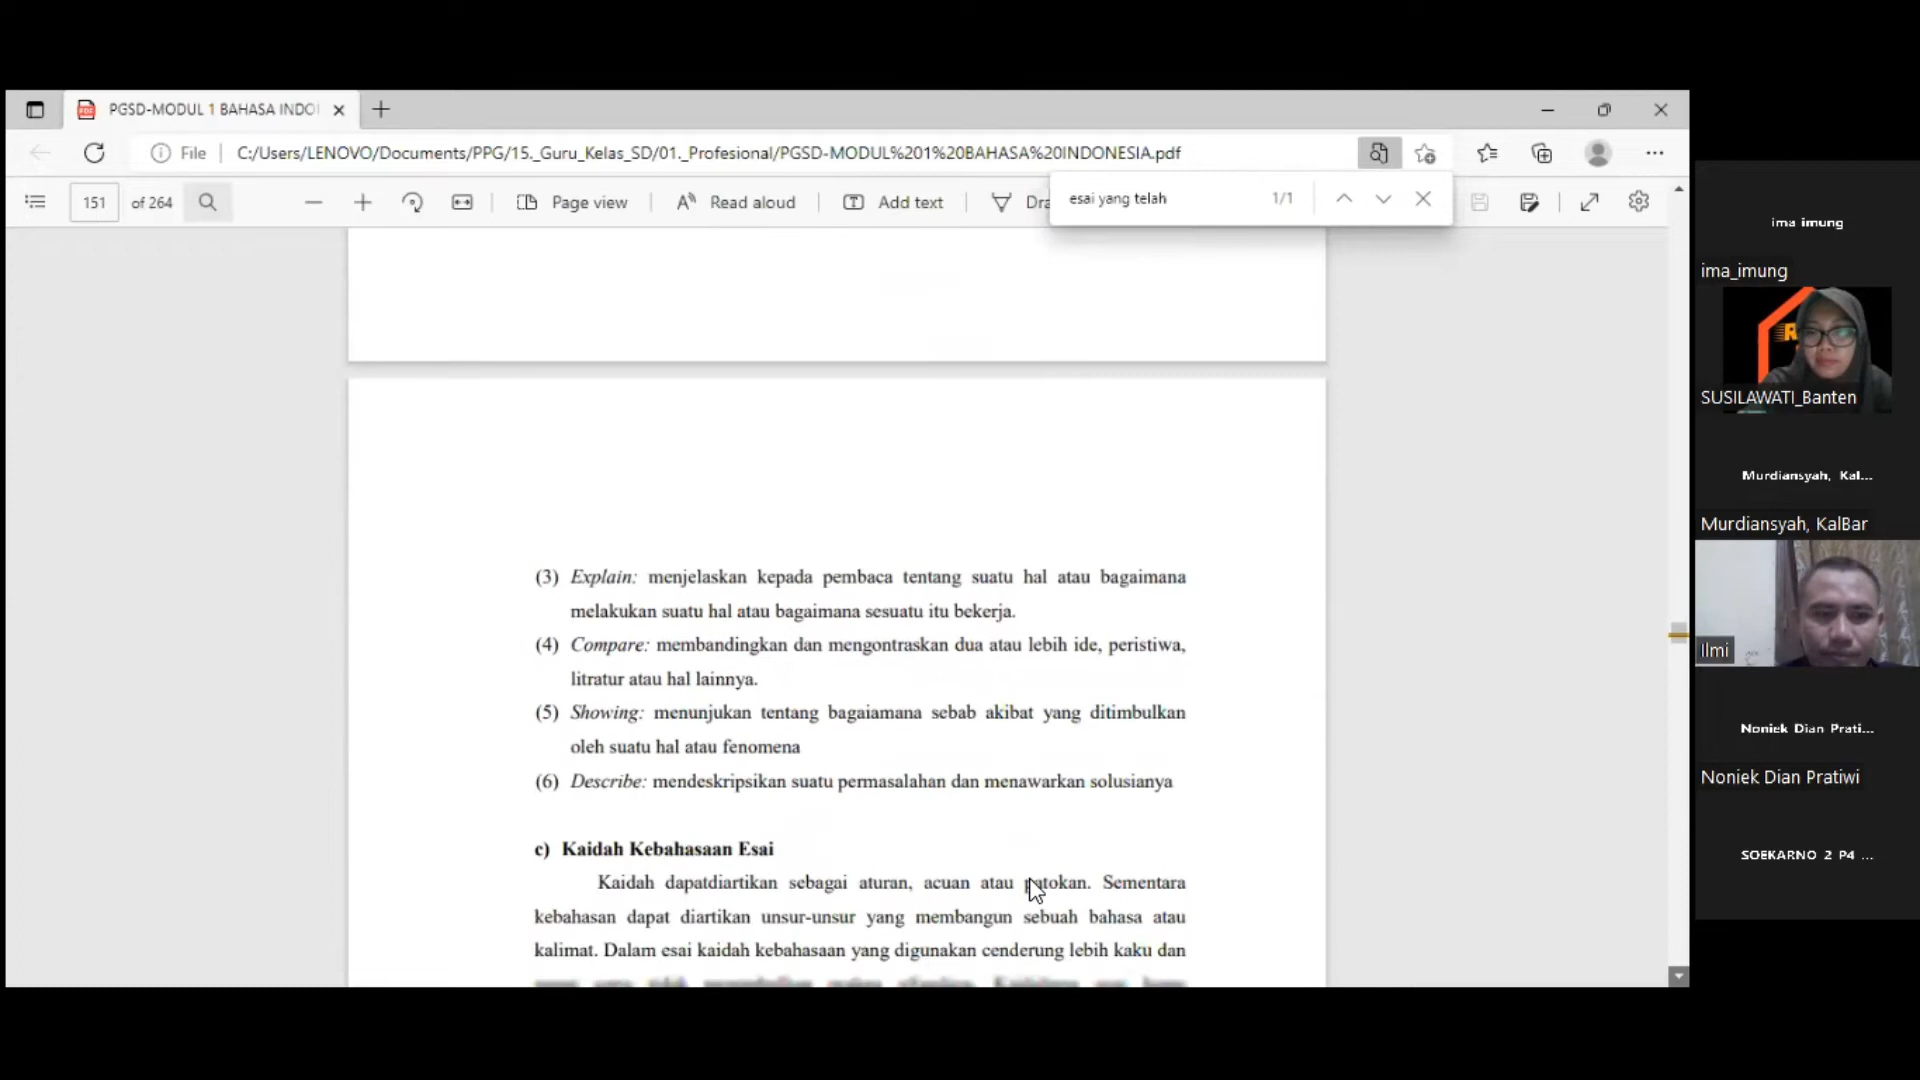 PGSD-MODUL 1 BAHASA INDO
File
C:/Users/LENOVO/Documents/PPG/15._Guru_Kelas_SD/01._Profesional/PGSD-MODUL%201%20BAHASA%20INDONESIA.pdf
151 of 264
Page view
Read aloud
Add text
Dra
esai yang telah 1/1
(3) Explain: menjelaskan kepada pembaca tentang suatu hal atau bagaimana
melakukan suatu hal atau bagaimana sesuatu itu bekerja.
(4) Compare: membandingkan dan mengontraskan dua atau lebih ide, peristiwa,
litratur atau hal lainnya.
(5) Showing: menunjukan tentang bagaiamana sebab akibat yang ditimbulkan
oleh suatu hal atau fenomena
(6) Describe: mendeskripsikan suatu permasalahan dan menawarkan solusianya
c) Kaidah Kebahasaan Esai
Kaidah dapatdiartikan sebagai aturan, acuan atau patokan. Sementara
kebahasan dapat diartikan unsur-unsur yang membangun sebuah bahasa atau
kalimat. Dalam esai kaidah kebahasaan yang digunakan cenderung lebih kaku dan
ima imung
ima_imung
SUSILAWATI_Banten
Murdiansyah, Kal...
Murdiansyah, KalBar
Ilmi
Noniek Dian Prati...
Noniek Dian Pratiwi
SOEKARNO 2 P4 ...